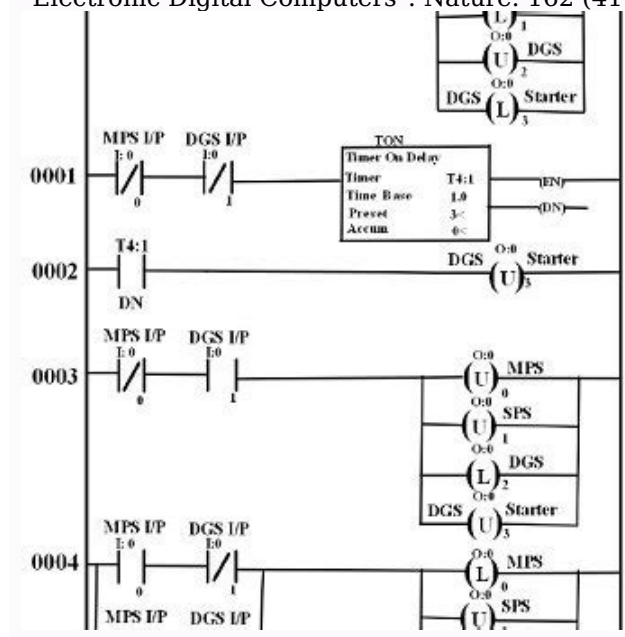 Electronic Digital Computers". Nature. 162 (41
L 1
O:0
U 2 DGS
O:0
DGS L 3 Starter
MPS I/P DGS I/P
I:0 I:0
0001
0 1
TON
Timer On Delay
Timer T4:1 (EN)
Time Base 1.0
Preset 3< (DN)
Accum 0<
T4:1
0002
DN
O:0
DGS U 3 Starter
MPS I/P DGS I/P
I:0 I:0
0003
0 1
O:0
U 0 MPS
O:0
U 1 SPS
O:0
L 2 DGS
O:0
DGS U 3 Starter
MPS I/P DGS I/P
I:0 I:0
0004
0 1
MPS I/P DGS I/P
O:0
L 0 MPS
O:0
U SPS